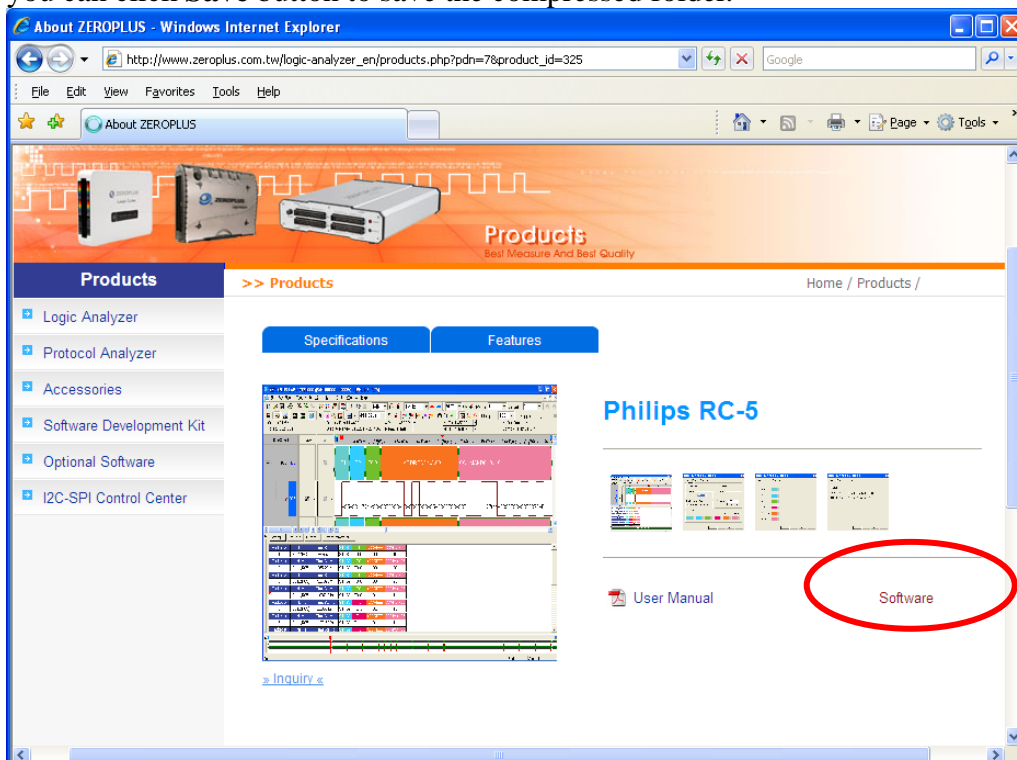 you can click Save button to save the compressed folder.
About ZEROPLUS - Windows Internet Explorer
http://www.zeroplus.com.tw/logic-analyzer_en/products.php?pdn=7&product_id=325
Google
File Edit View Favorites Tools Help
About ZEROPLUS
Page Tools
Products
Best Measure And Best Quality
Products
>> Products
Home / Products /
Logic Analyzer
Protocol Analyzer
Accessories
Software Development Kit
Optional Software
I2C-SPI Control Center
Specifications
Features
Philips RC-5
User Manual
Software
» Inquiry «